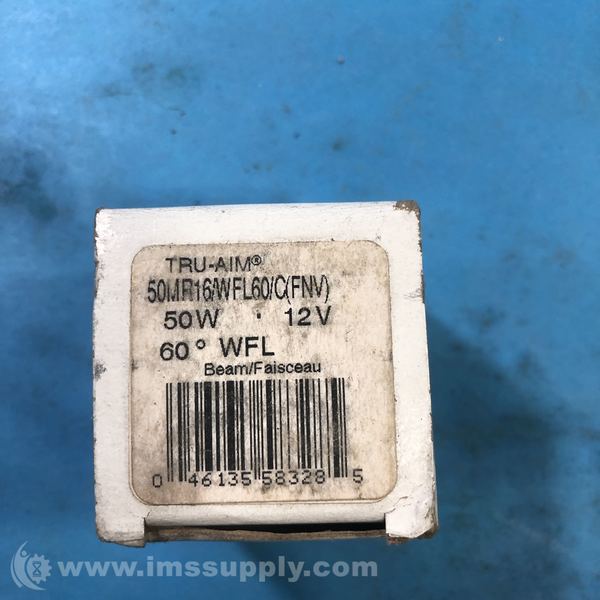 TRU-AIM®
50MR16/WFL60/C(FNV)
50W · 12V
60° WFL
Beam/Faisceau
0 46135 58328 5
www.imssupply.com